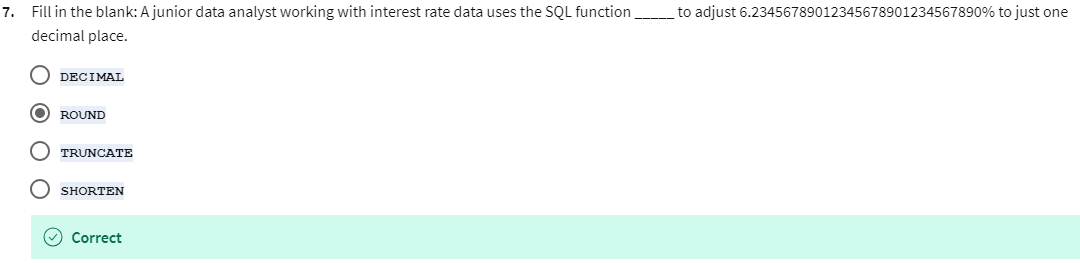 7. Fill in the blank: A junior data analyst working with interest rate data uses the SQL function _____ to adjust 6.23456789012345678901234567890% to just one
decimal place.
DECIMAL
ROUND
TRUNCATE
SHORTEN
Correct